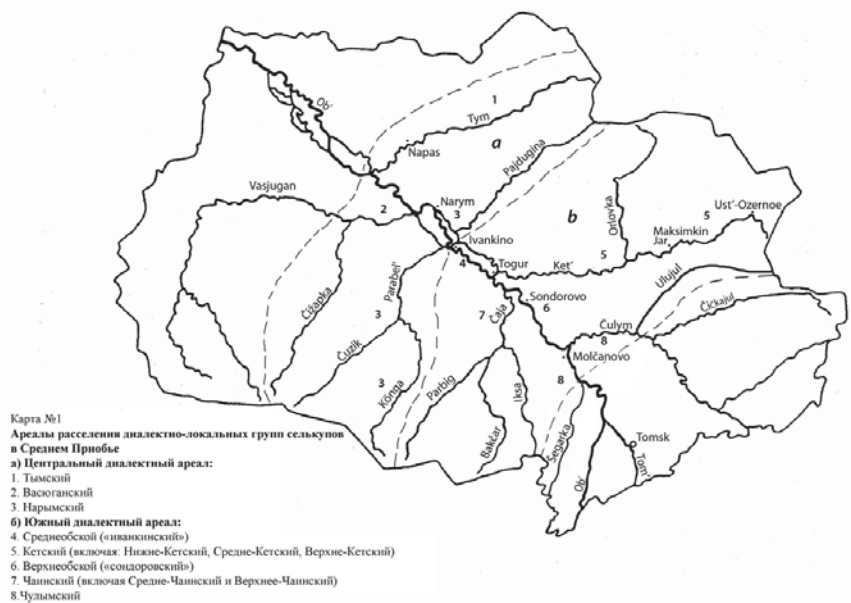 Ob'
1
Tym
a
Napas
Pajdugina
Vasjugan
2
Narym
3
b
Orlovka
Ust'-Ozernoe
5
Maksimkin
Jar
Ivankino
4
Togur
Ket'
5
Ulujul
Parabel'
Čižapka
Sondorovo
6
Čičkajul
3
7
Čaja
Čulym
8
Čuzik
Molčanovo
3
Könga
Parbig
Iksa
8
Bakčar
Šegarka
Ob'
Tomsk
Tom'
Карта №1
Ареалы расселения диалектно-локальных групп селькупов
в Среднем Приобье
а) Центральный диалектный ареал:
1. Тымский
2. Васюганский
3. Нарымский
б) Южный диалектный ареал:
4. Среднеобской («иванкинский»)
5. Кетский (включая: Нижне-Кетский, Средне-Кетский, Верхне-Кетский)
6. Верхнеобской («сондоровский»)
7. Чаинский (включая Средне-Чаинский и Верхнее-Чаинский)
8.Чулымский